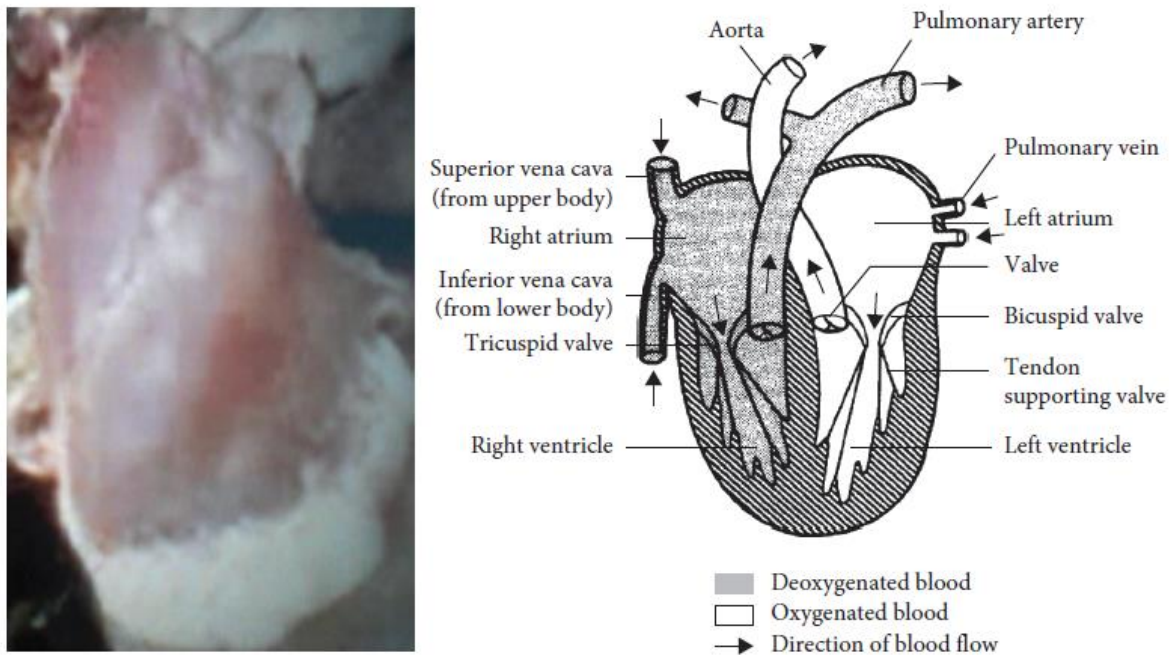 Aorta
Pulmonary artery
Superior vena cava
(from upper body)
Right atrium
Inferior vena cava
(from lower body)
Tricuspid valve
Right ventricle
Pulmonary vein
Left atrium
Valve
Bicuspid valve
Tendon
supporting valve
Left ventricle
Deoxygenated blood
Oxygenated blood
Direction of blood flow